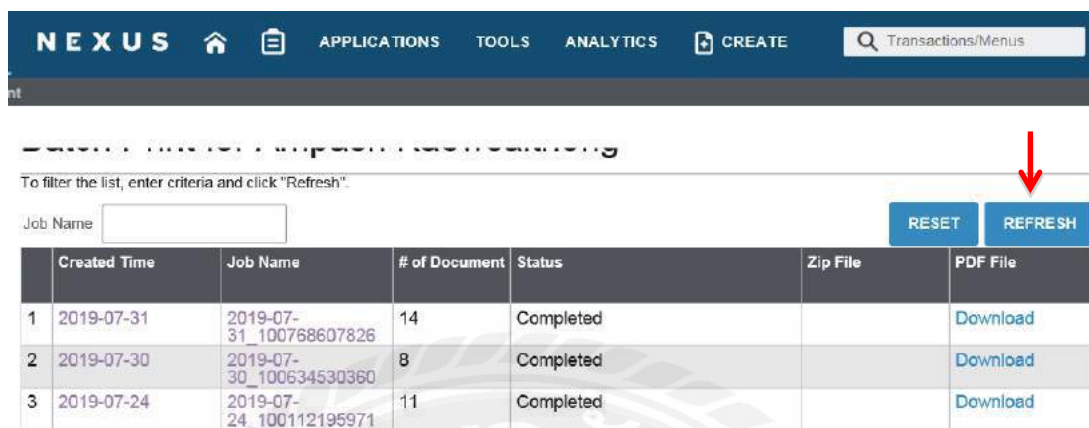 NEXUS APPLICATIONS TOOLS ANALYTICS CREATE Transactions/Menus
nt
To filter the list, enter criteria and click "Refresh".
Job Name RESET REFRESH
Created Time Job Name # of Document Status Zip File PDF File
1 2019-07-31 2019-07- 14 Completed Download
31_100768607826
2 2019-07-30 2019-07- 8 Completed Download
30_100634530360
3 2019-07-24 2019-07- 11 Completed Download
24_100112195971